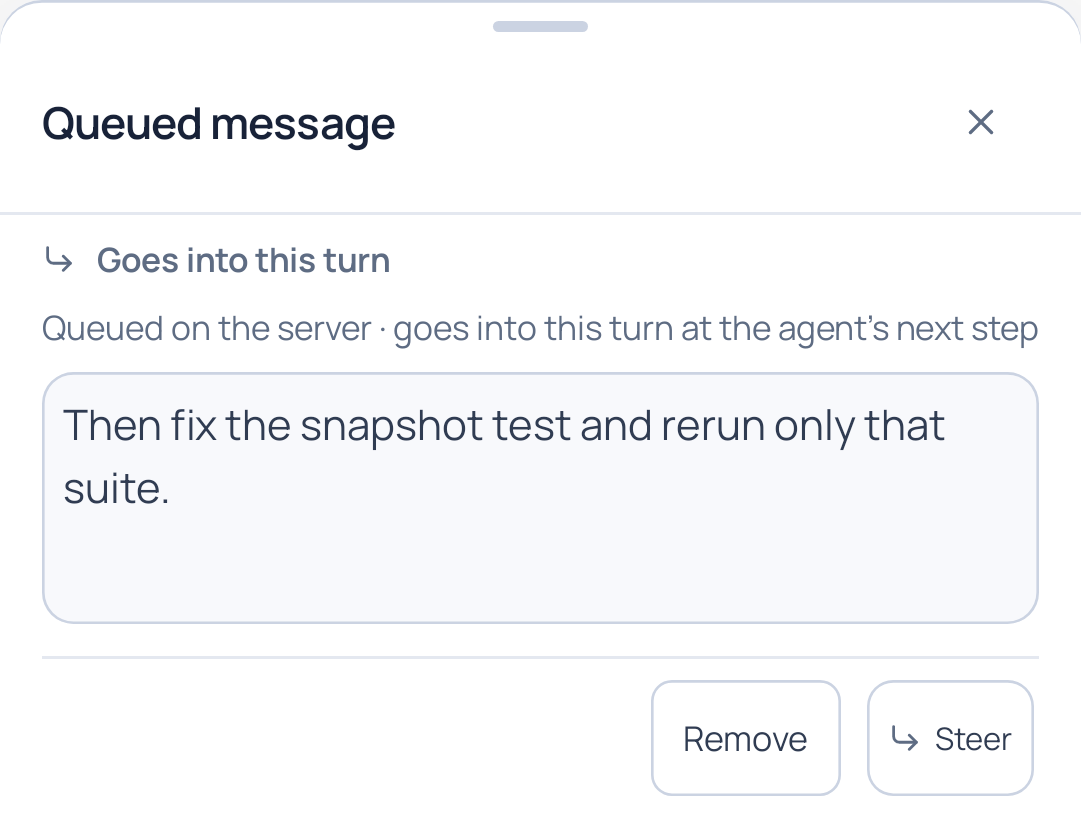 Queued message
Goes into this turn
Queued on the server · goes into this turn at the agent’s next step
Then fix the snapshot test and rerun only that
suite.
Remove
Steer